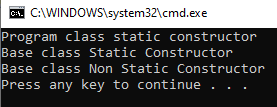 C:\WINDOWS\system32\cmd.exe
Program class static constructor
Base class Static Constructor
Base class Non Static Constructor
Press any key to continue . . .